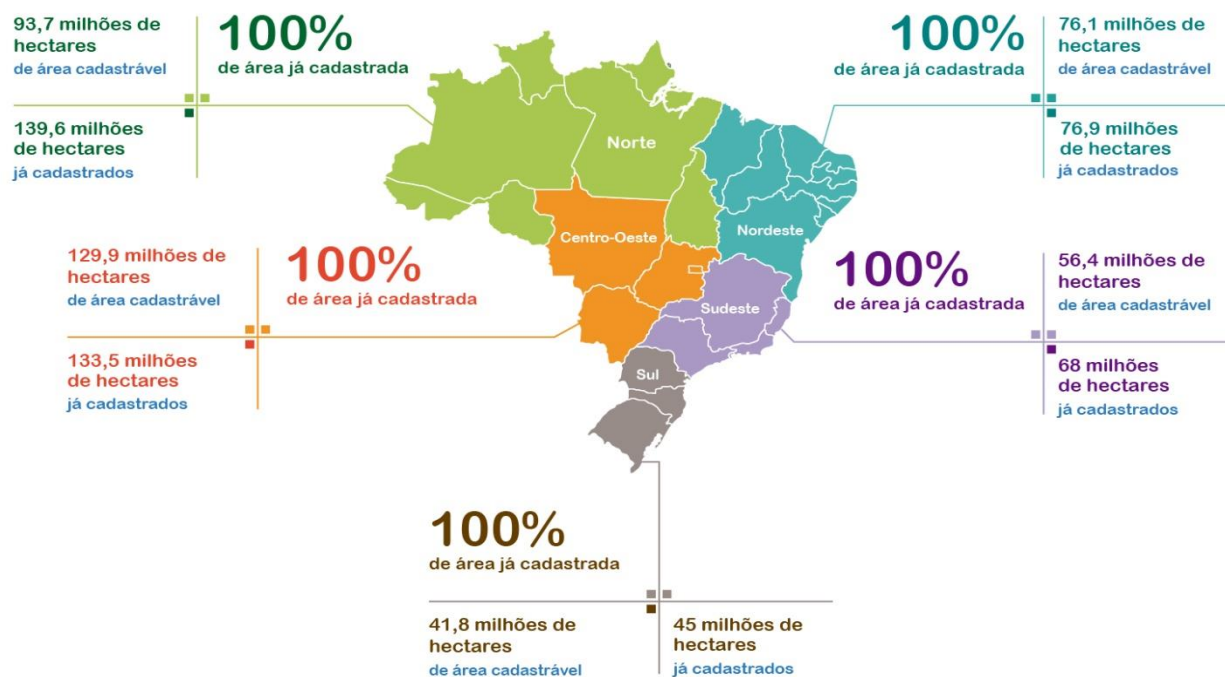 93,7 milhões de
hectares
de área cadastrável
100%
de área já cadastrada
139,6 milhões
de hectares
já cadastrados
100%
de área já cadastrada
76,1 milhões de
hectares
de área cadastrável
76,9 milhões
de hectares
já cadastrados
Norte
Nordeste
Centro-Oeste
Sudeste
Sul
129,9 milhões de
hectares
de área cadastrável
100%
de área já cadastrada
133,5 milhões
de hectares
já cadastrados
100%
de área já cadastrada
56,4 milhões de
hectares
de área cadastrável
68 milhões
de hectares
já cadastrados
100%
de área já cadastrada
41,8 milhões de
hectares
de área cadastrável
45 milhões de
hectares
já cadastrados